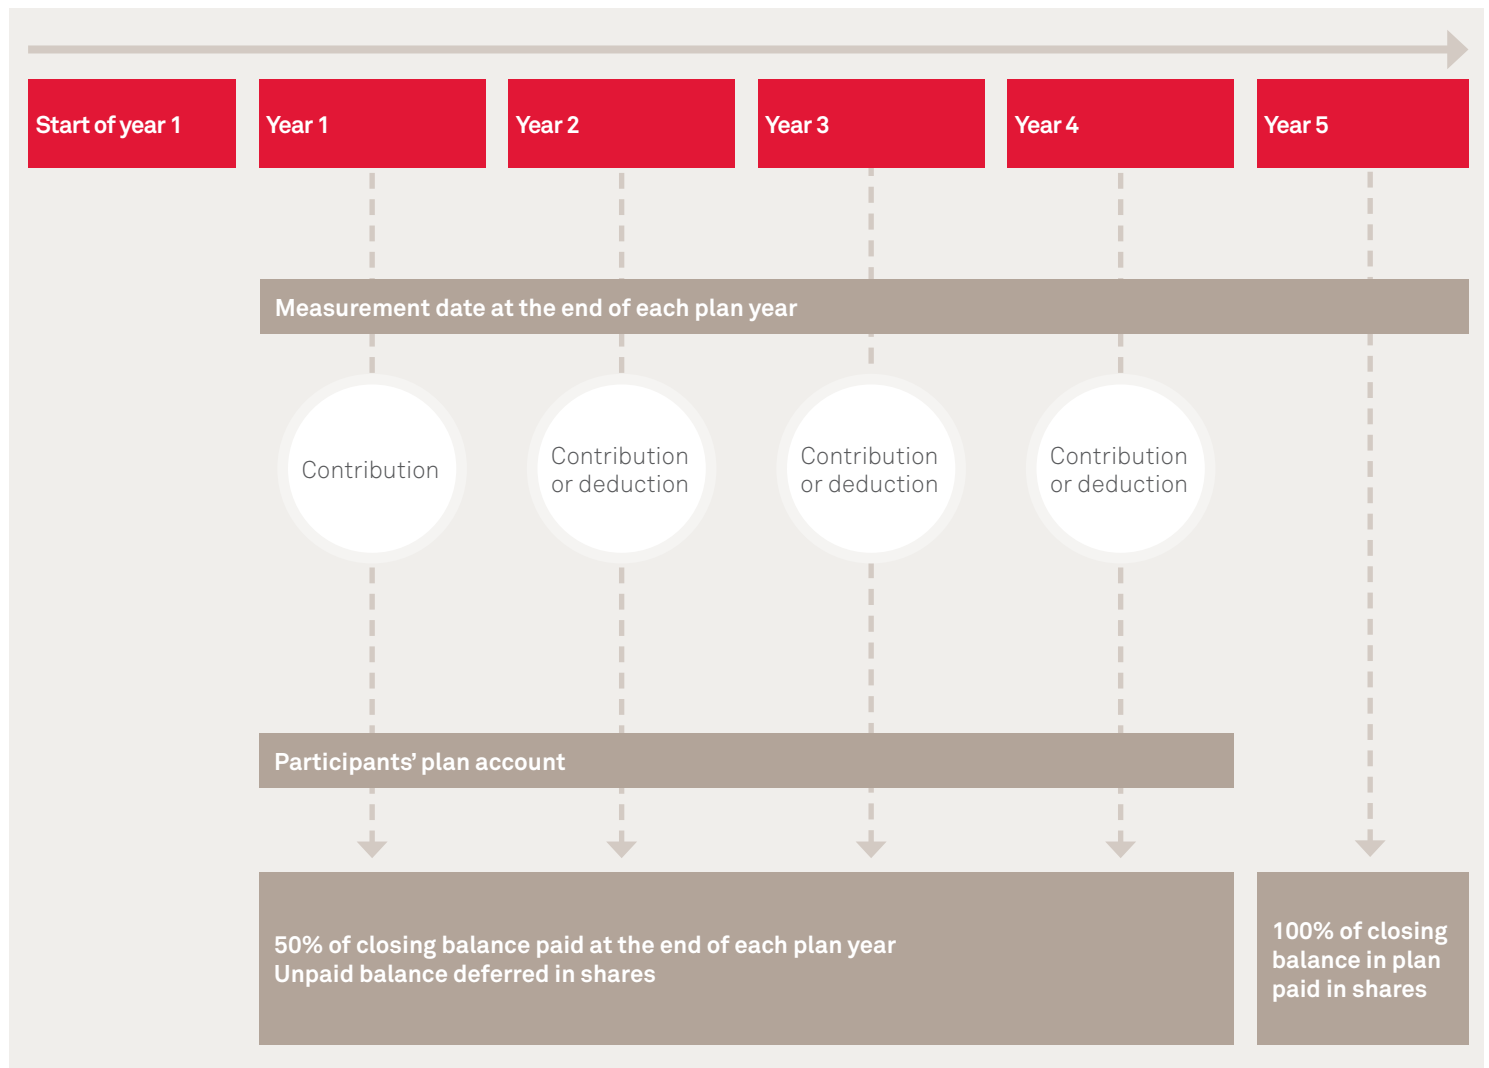 Start of year 1
Year 1
Year 2
Year 3
Year 4
Year 5
Measurement date at the end of each plan year
Contribution
Contribution
or deduction
Contribution
or deduction
Contribution
or deduction
Participants’ plan account
50% of closing balance paid at the end of each plan year
Unpaid balance deferred in shares
100% of closing
balance in plan
paid in shares